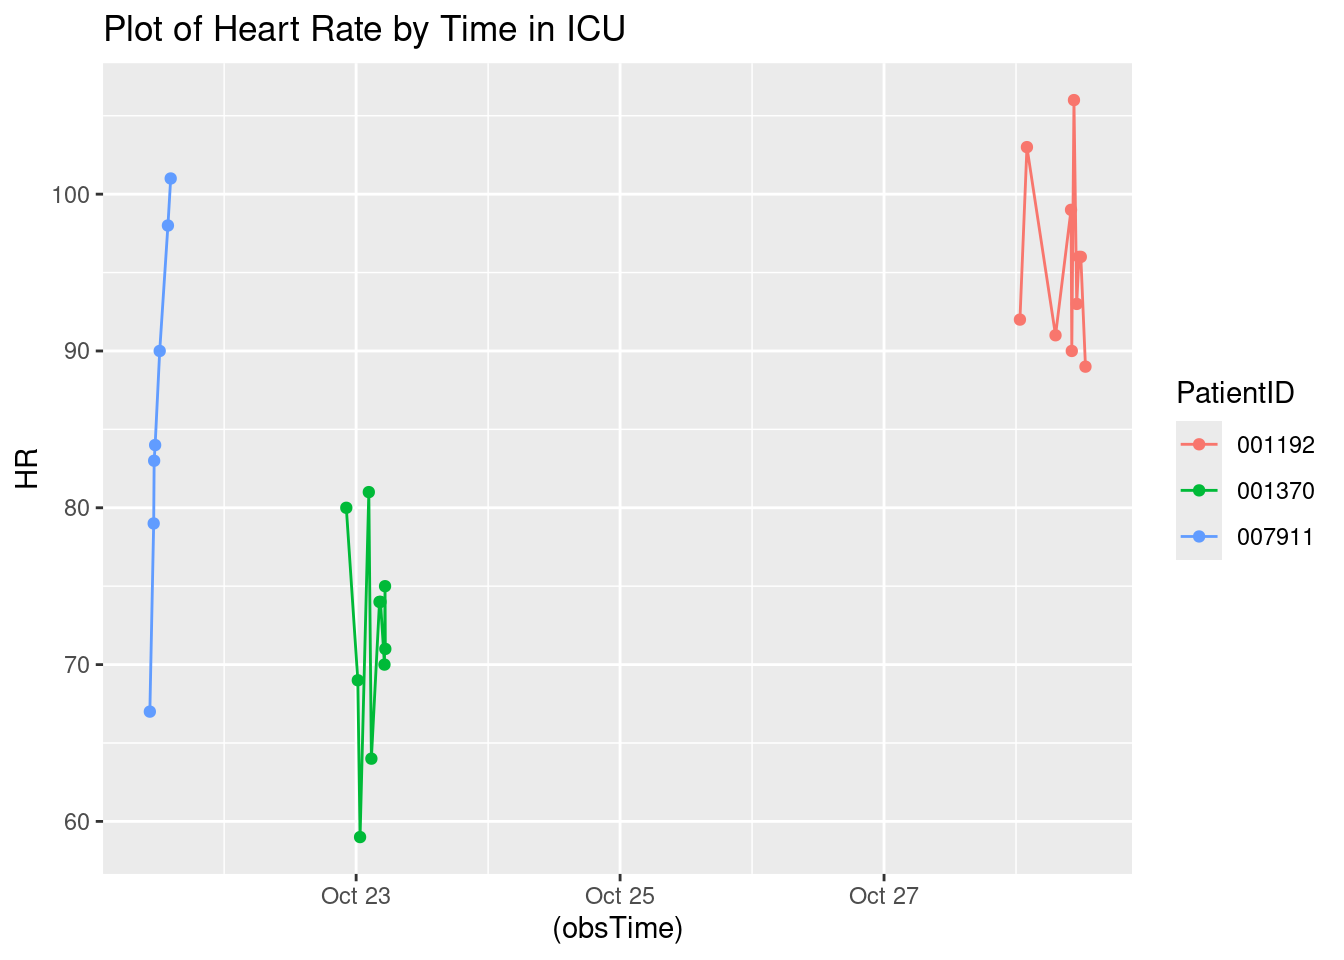 Plot of Heart Rate by Time in ICU
HR
100
90
80
70
60
Oct 23 Oct 25 Oct 27
(obsTime)
PatientID
001192
001370
007911